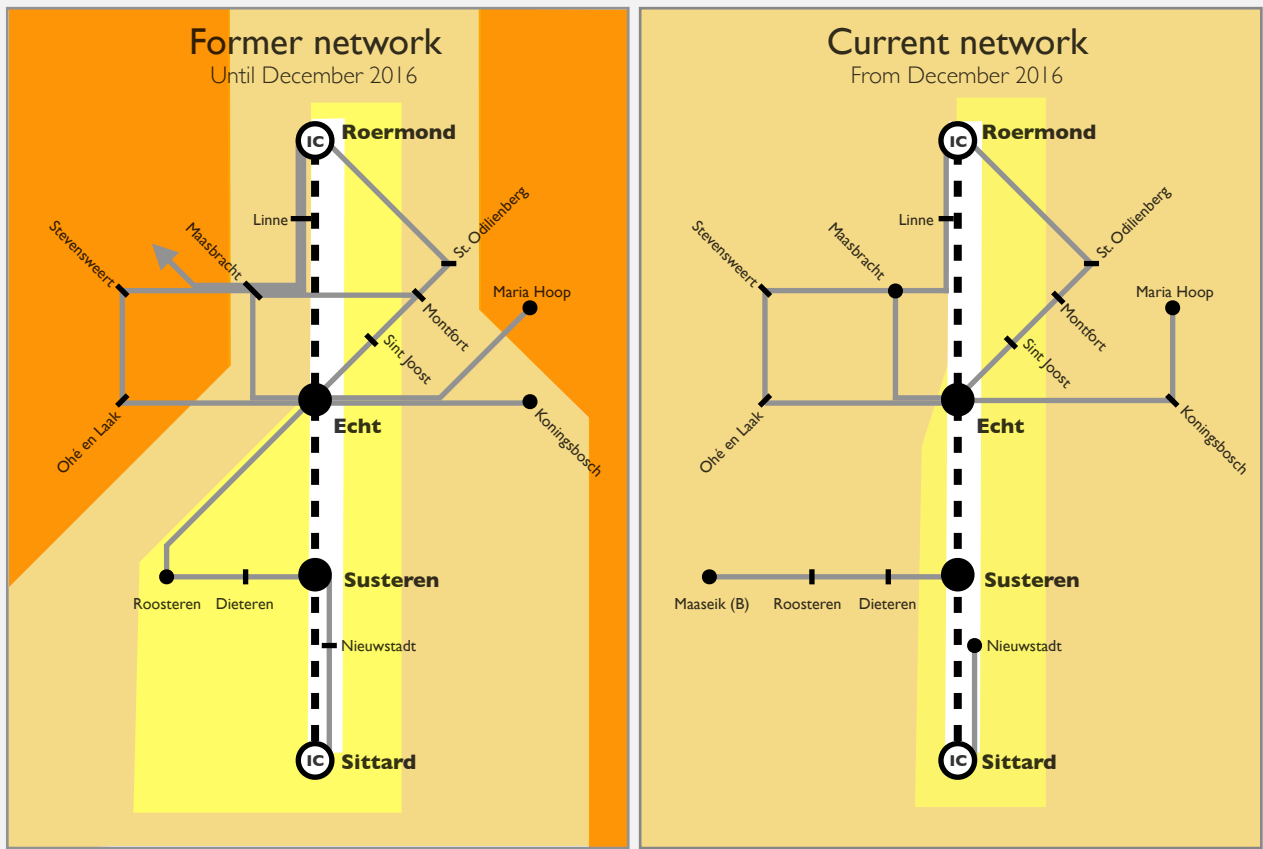 Former network
Until December 2016
IC
Roermond
Linne
St. Odilienberg
Stevensweert
Maasbracht
Maria Hoop
Montfort
Sint Joost
Ohé en Laak
Echt
Koningsbosch
Susteren
Roosteren
Dieteren
Nieuwstadt
IC
Sittard
Current network
From December 2016
IC
Roermond
Linne
St. Odilienberg
Stevensweert
Maasbracht
Maria Hoop
Montfort
Sint Joost
Ohé en Laak
Echt
Koningsbosch
Susteren
Maaseik (B)
Roosteren
Dieteren
Nieuwstadt
IC
Sittard